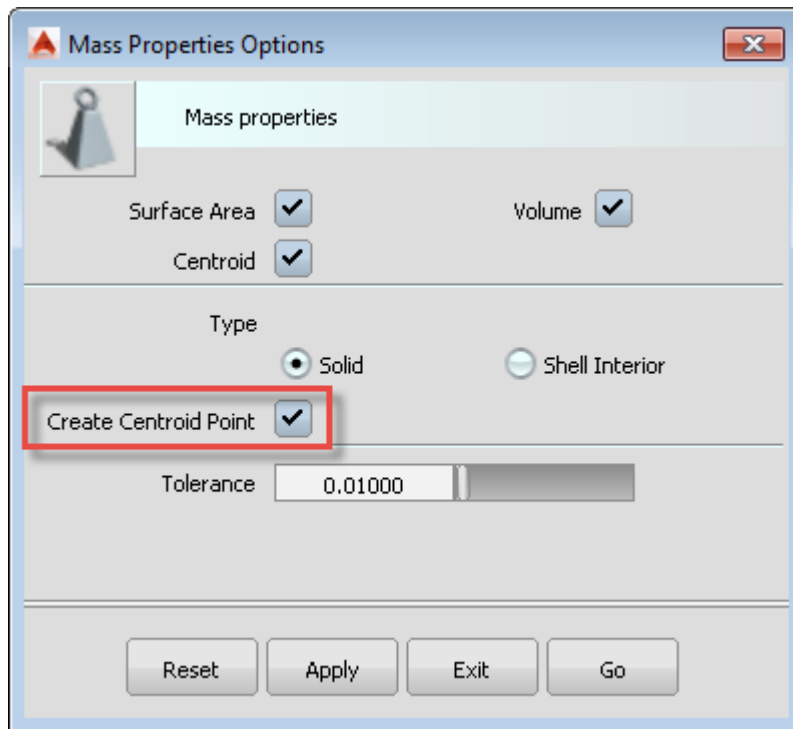 Mass Properties Options
Mass properties
Surface Area Volume
Centroid
Type
Solid Shell Interior
Create Centroid Point
Tolerance 0.01000
Reset Apply Exit Go